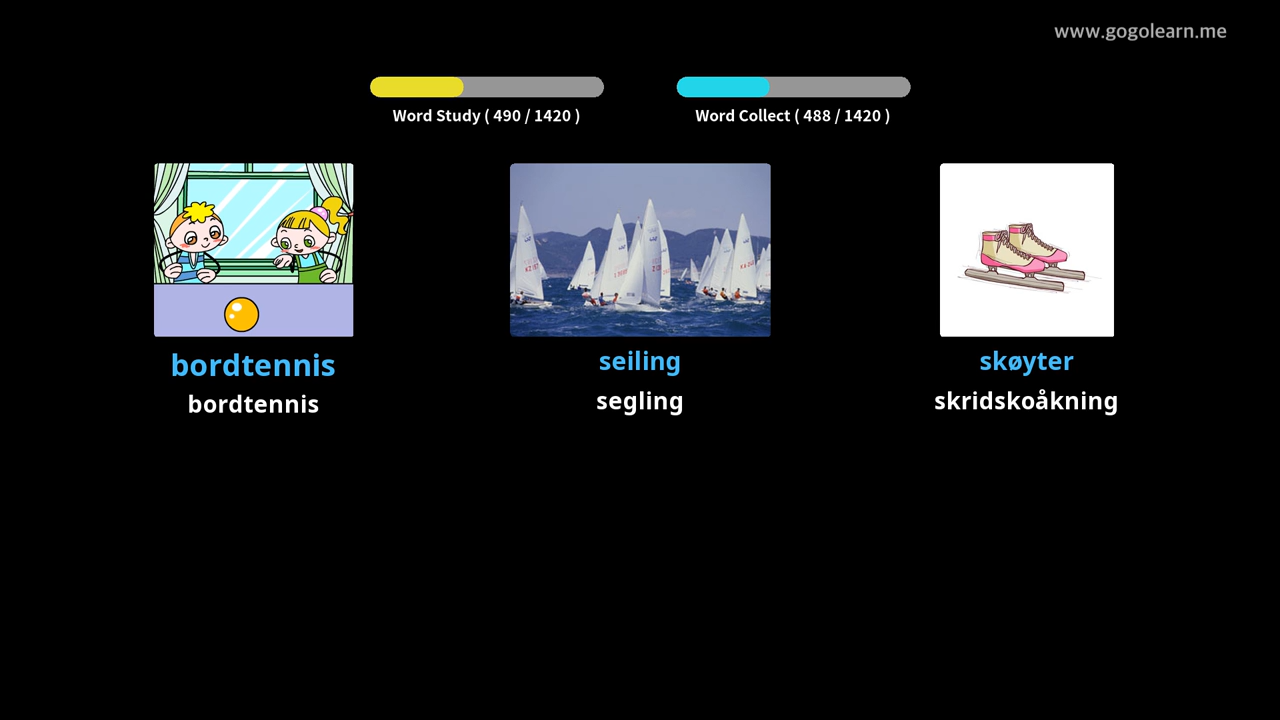 www.gogolearn.me
Word Study ( 490 / 1420 )
Word Collect ( 488 / 1420 )
bordtennis
bordtennis
seiling
segling
skøyter
skridskoåkning